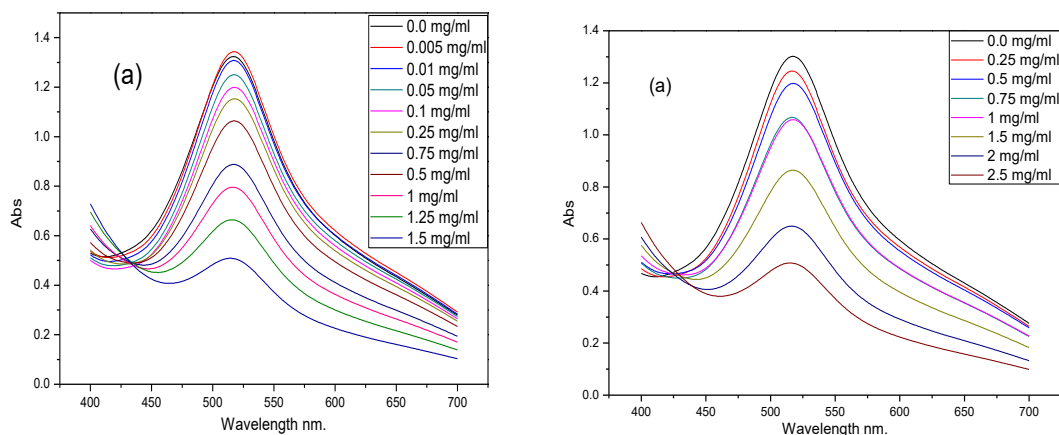 (a)
1.4
1.2
1.0
0.8
0.6
0.4
0.2
0.0
Abs
400 450 500 550 600 650 700
Wavelength nm.
0.0 mg/ml
0.005 mg/ml
0.01 mg/ml
0.05 mg/ml
0.1 mg/ml
0.25 mg/ml
0.75 mg/ml
0.5 mg/ml
1 mg/ml
1.25 mg/ml
1.5 mg/ml
(a)
1.4
1.2
1.0
0.8
0.6
0.4
0.2
0.0
Abs
400 450 500 550 600 650 700
Wavelength nm.
0.0 mg/ml
0.25 mg/ml
0.5 mg/ml
0.75 mg/ml
1 mg/ml
1.5 mg/ml
2 mg/ml
2.5 mg/ml